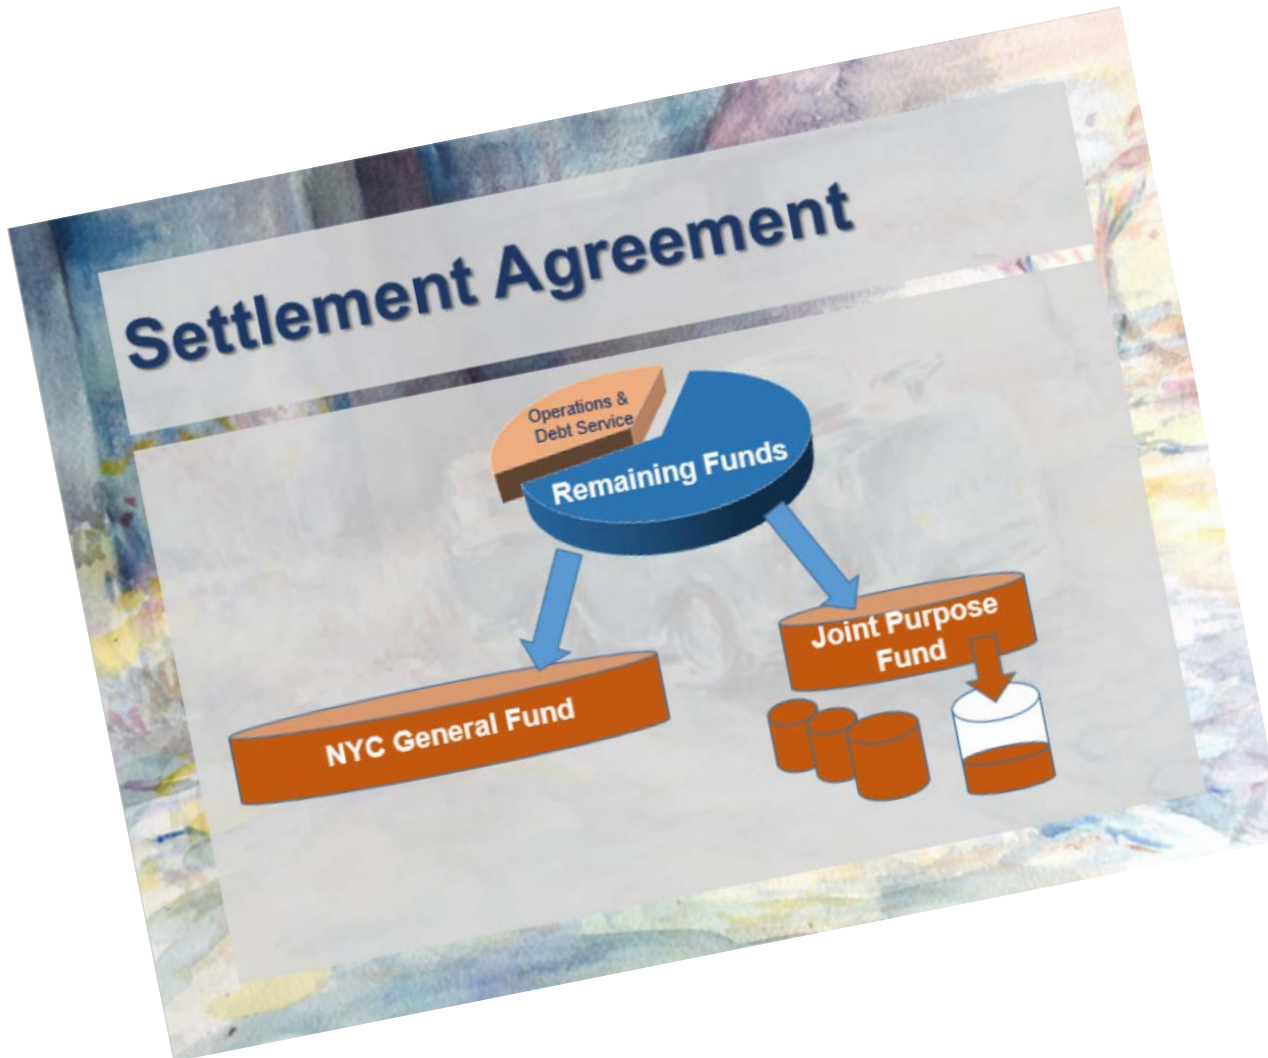 Settlement Agreement
Operations &
Debt Service
Remaining Funds
Joint Purpose
Fund
NYC General Fund